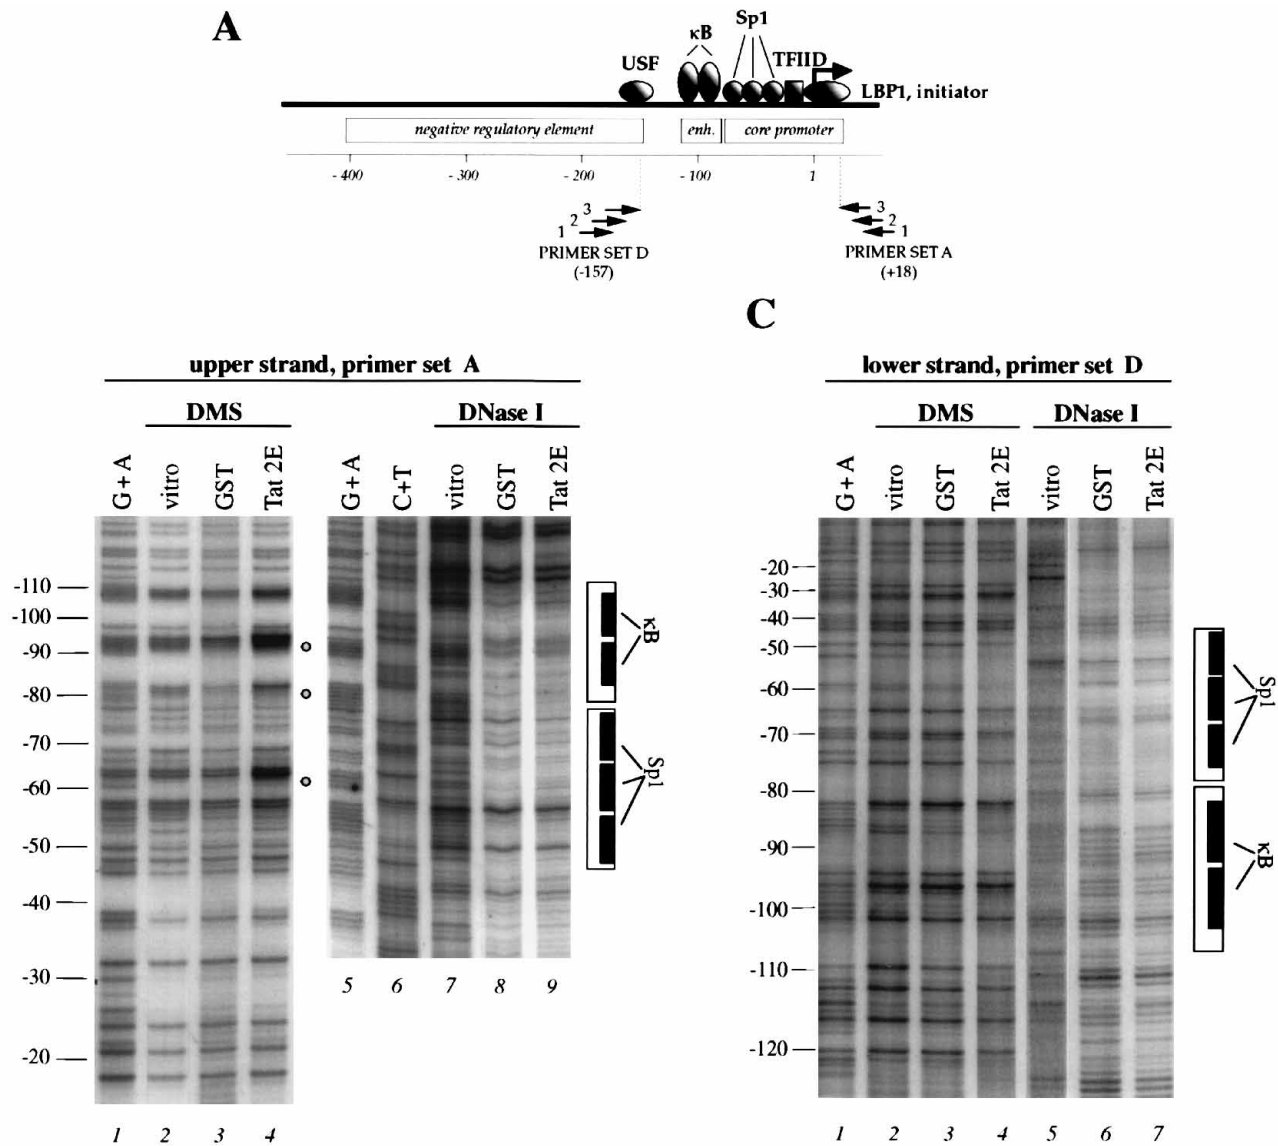 A
Sp1
κB
USF
TFIID
LBP1, initiator
negative regulatory element
enh.
core promoter
- 400
- 300
- 200
- 100
1
3
2
1
PRIMER SET D
(-157)
3
2
1
PRIMER SET A
(+18)
upper strand, primer set A
DMS
DNase I
G+A
vitro
GST
Tat 2E
G+A
C+T
vitro
GST
Tat 2E
-110
-100
-90
-80
-70
-60
-50
-40
-30
-20
κB
Sp1
1 2 3 4
5 6 7 8 9
C
lower strand, primer set D
DMS
DNase I
G+A
vitro
GST
Tat 2E
vitro
GST
Tat 2E
-20
-30
-40
-50
-60
-70
-80
-90
-100
-110
-120
Sp1
κB
1 2 3 4 5 6 7